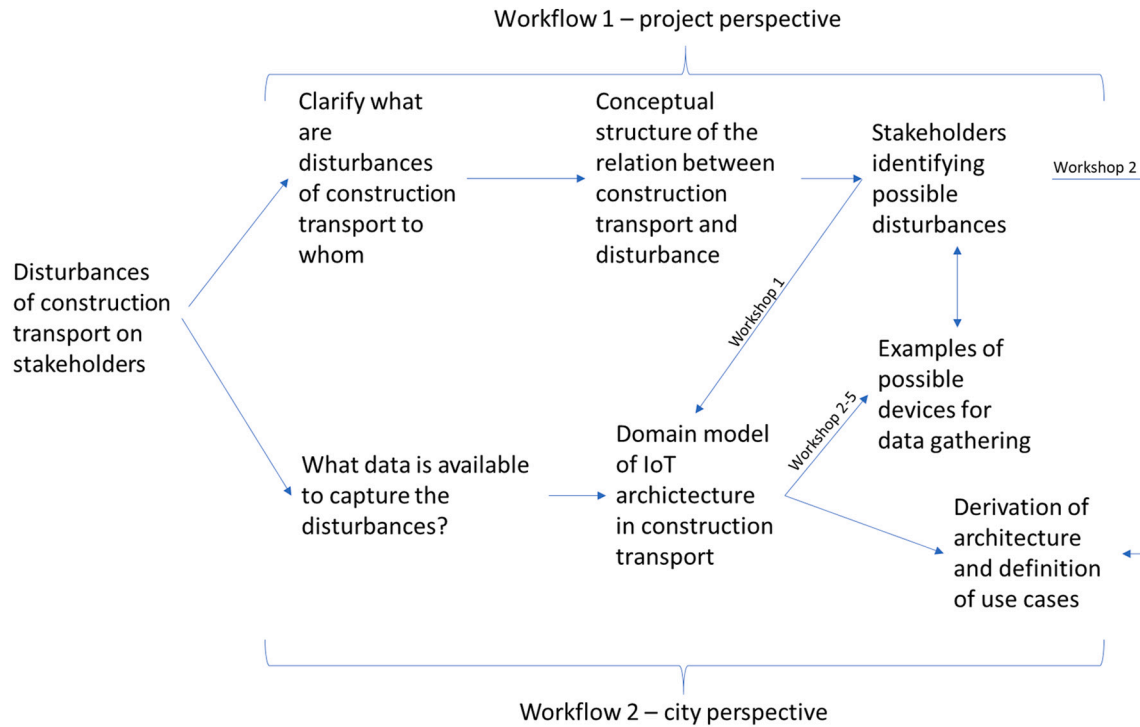 Workflow 1 – project perspective
Clarify what
are
disturbances
of construction
transport to
whom
Conceptual
structure of the
relation between
construction
transport and
disturbance
Stakeholders
identifying
possible
disturbances
Workshop 2
Disturbances
of construction
transport on
stakeholders
Workshop 1
Examples of
possible
devices for
data gathering
Workshop 2-5
What data is available
to capture the
disturbances?
Domain model
of IoT
archictecture
in construction
transport
Derivation of
architecture
and definition
of use cases
Workflow 2 – city perspective